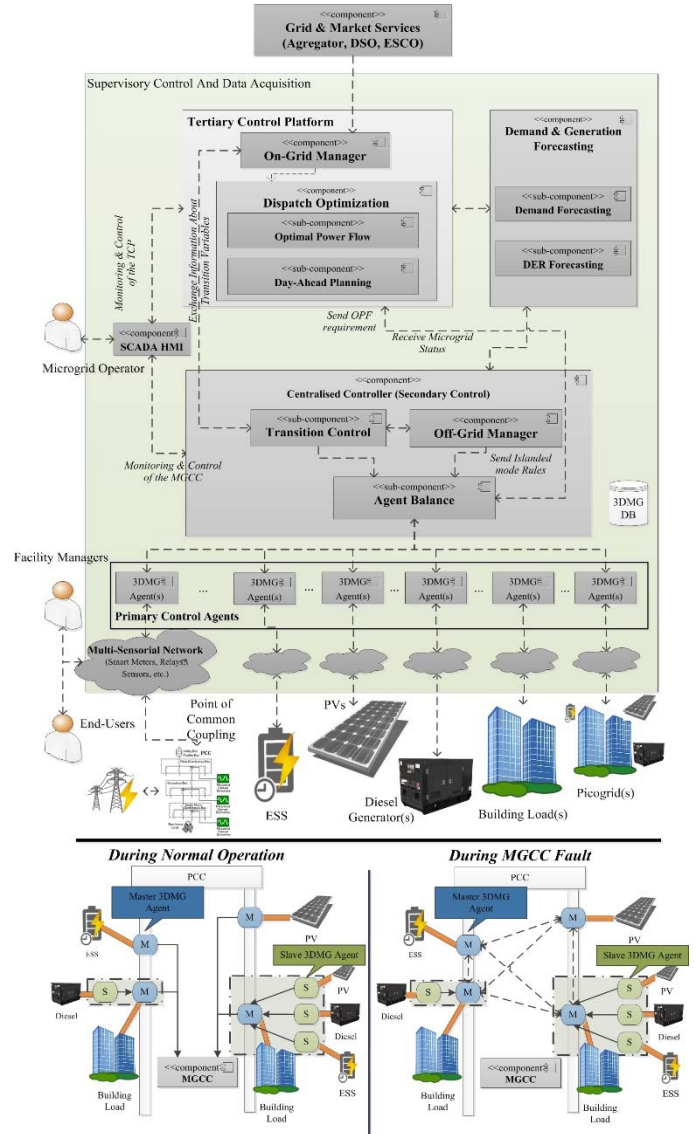 <<component>>
Grid & Market Services
(Agregator, DSO, ESCO)
Supervisory Control And Data Acquisition
Tertiary Control Platform
<<component>>
On-Grid Manager
<<component>>
Dispatch Optimization
<<sub-component>>
Optimal Power Flow
<<sub-component>>
Day-Ahead Planning
<<component>>
Demand & Generation
Forecasting
<<sub-component>>
Demand Forecasting
<<sub-component>>
DER Forecasting
Monitoring & Control
of the TCP
Exchange Information About
Transition Variables
Send OPF
requirement
Receive Microgrid
Status
<<component>>
SCADA HMI
Microgrid Operator
<<component>>
Centralised Controller (Secondary Control)
<<sub-component>>
Transition Control
<<sub-component>>
Off-Grid Manager
Monitoring & Control
of the MGCC
Send Islanded
mode Rules
<<sub-component>>
Agent Balance
3DMG
DB
Facility Managers
3DMG
Agent(s)
...
3DMG
Agent(s)
...
3DMG
Agent(s)
...
3DMG
Agent(s)
...
3DMG
Agent(s)
...
3DMG
Agent(s)
Primary Control Agents
Multi-Sensorial Network
(Smart Meters, Relays,
Sensors, etc.)
End-Users
Point of
Common
Coupling
PCC
ESS
PVs
Diesel
Generator(s)
Building Load(s)
Picogrid(s)
During Normal Operation
PCC
Master 3DMG
Agent
ESS
M
M
PV
Slave 3DMG Agent
S
PV
S
M
M
S
Diesel
Diesel
S
ESS
Building
Load
<<component>>
MGCC
Building
Load
During MGCC Fault
PCC
Master 3DMG
Agent
ESS
M
M
PV
Slave 3DMG Agent
S
PV
S
M
M
S
Diesel
Diesel
S
ESS
Building
Load
<<component>>
MGCC
Building
Load